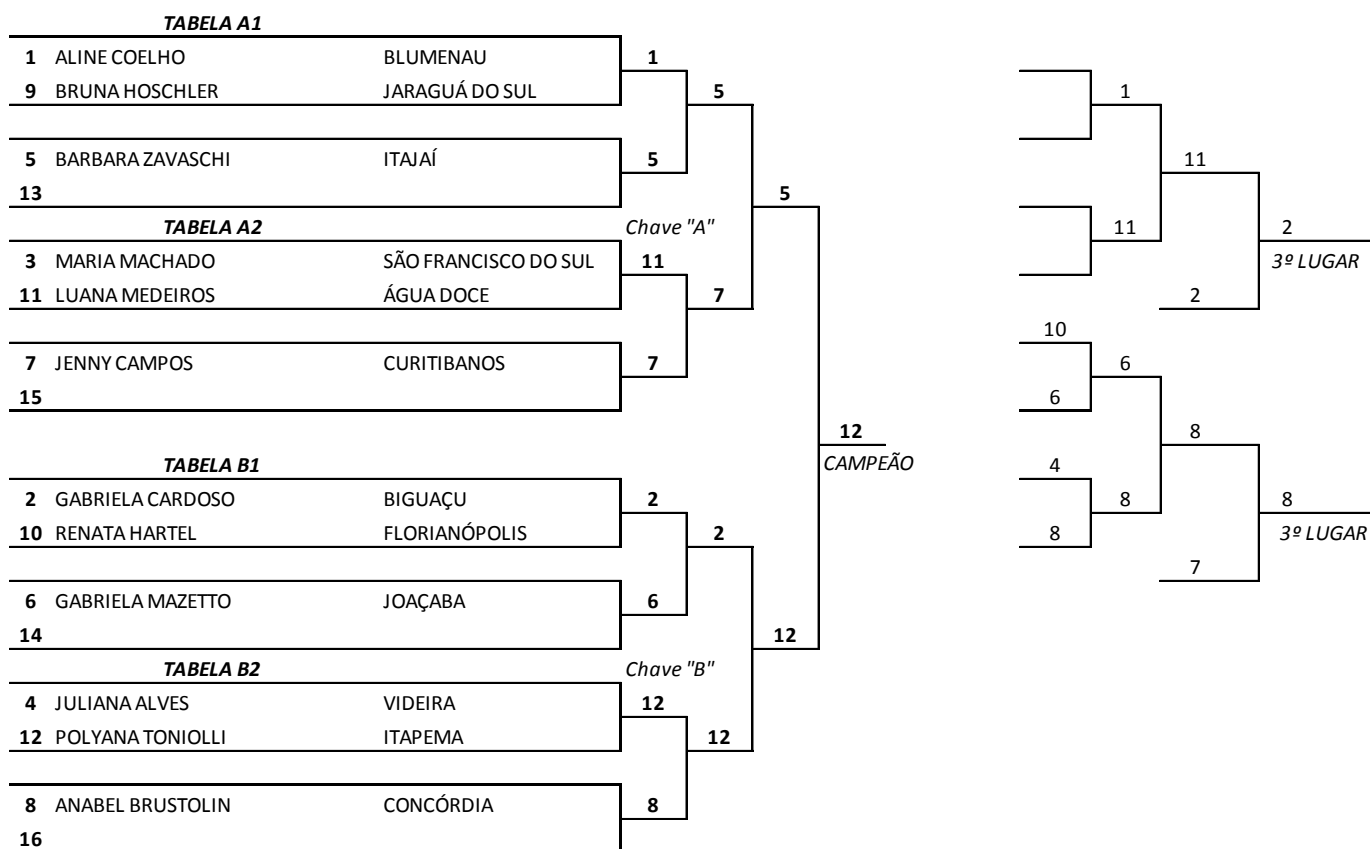 TABELA A1
1 ALINE COELHO BLUMENAU 1
9 BRUNA HOSCHLER JARAGUÁ DO SUL 5 1
5 BARBARA ZAVASCHI ITAJAÍ 5 11
13 5
TABELA A2 Chave "A" 11 2
3 MARIA MACHADO SÃO FRANCISCO DO SUL 11 3º LUGAR
11 LUANA MEDEIROS ÁGUA DOCE 7 2
10
7 JENNY CAMPOS CURITIBANOS 7 6
15 6
12 8
TABELA B1 CAMPEÃO 4
2 GABRIELA CARDOSO BIGUAÇU 2 8 8
10 RENATA HARTEL FLORIANÓPOLIS 2 8 3º LUGAR
7
6 GABRIELA MAZETTO JOAÇABA 6
14 12
TABELA B2 Chave "B"
4 JULIANA ALVES VIDEIRA 12
12 POLYANA TONIOLLI ITAPEMA 12
8 ANABEL BRUSTOLIN CONCÓRDIA 8
16